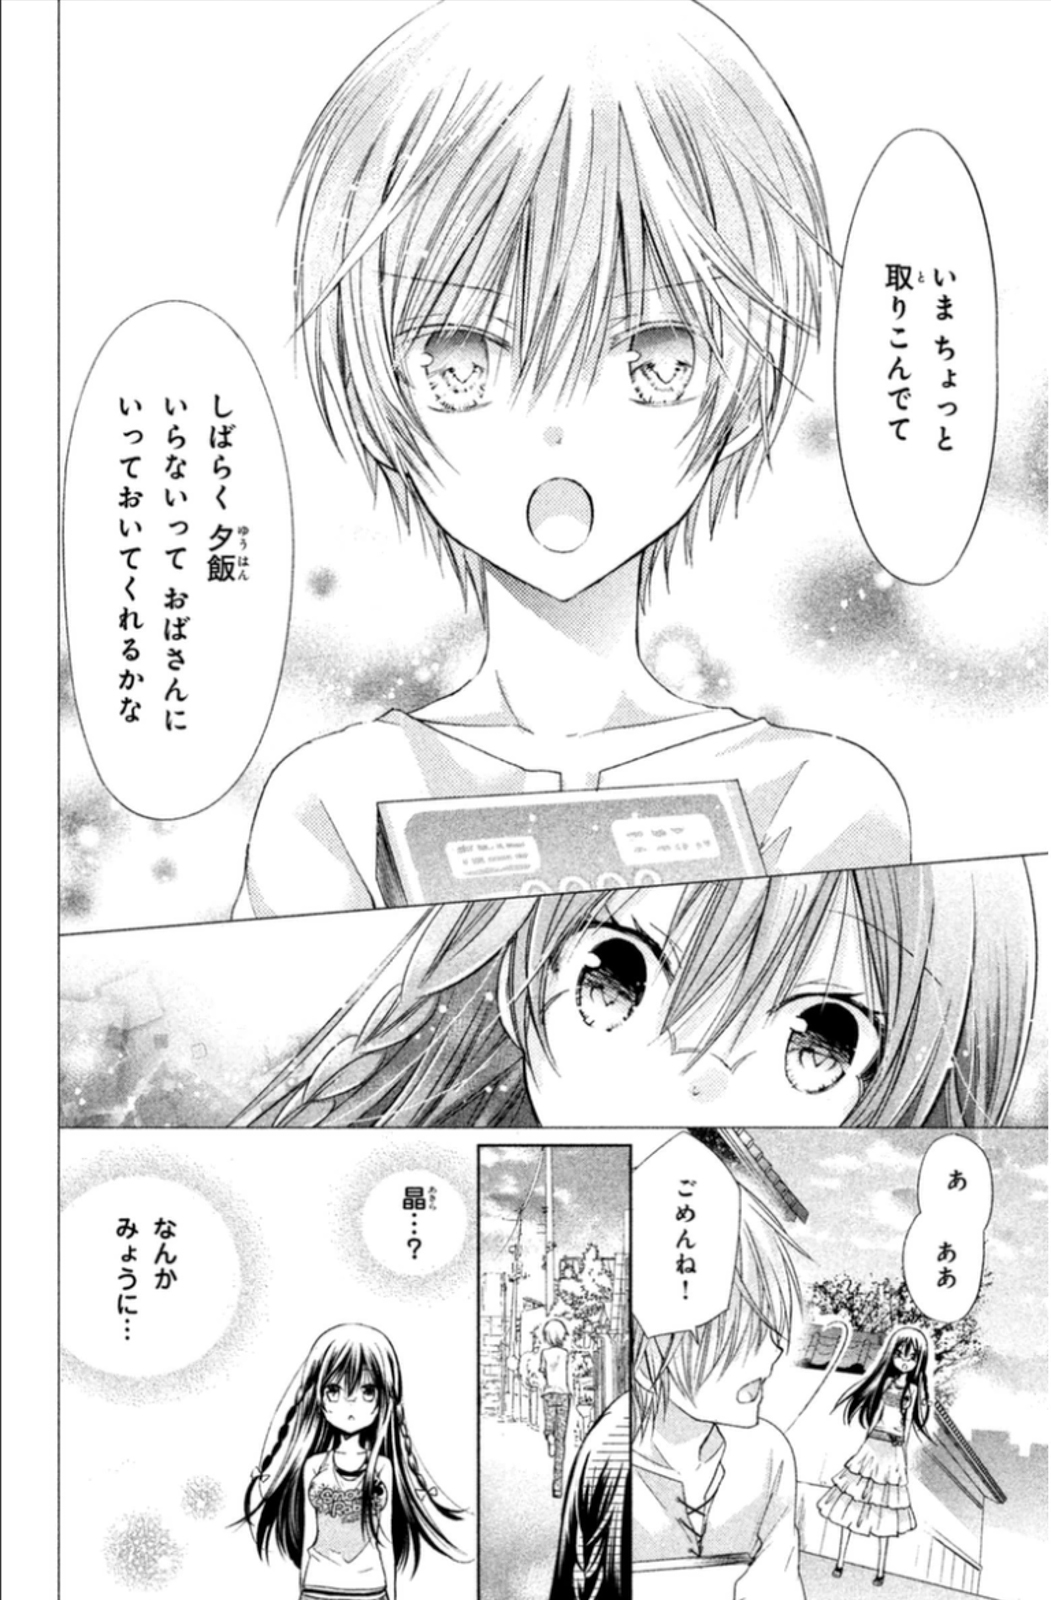 いま ちょっと
取りこんでて
しばらく 夕飯
いらないって おばさんに
いっておいてくれるかな
あ
ああ
ごめんね!
晶…?
なんか
みょうに…